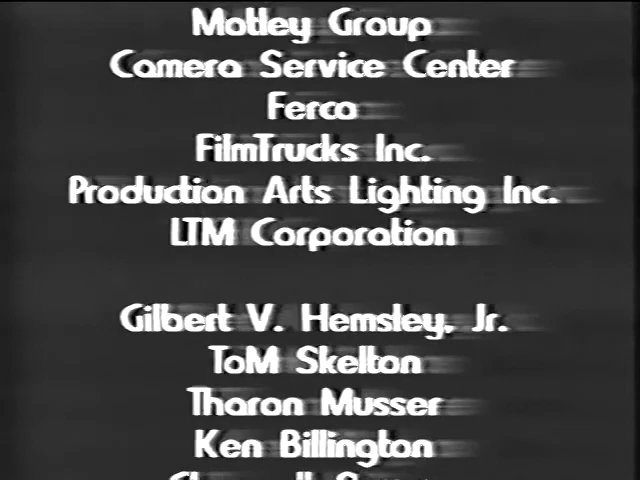 Motley Group
Camera Service Center
Ferco
FilmTrucks Inc.
Production Arts Lighting Inc.
LTM Corporation
Gilbert V. Hemsley, Jr.
ToM Skelton
Tharon Musser
Ken Billington